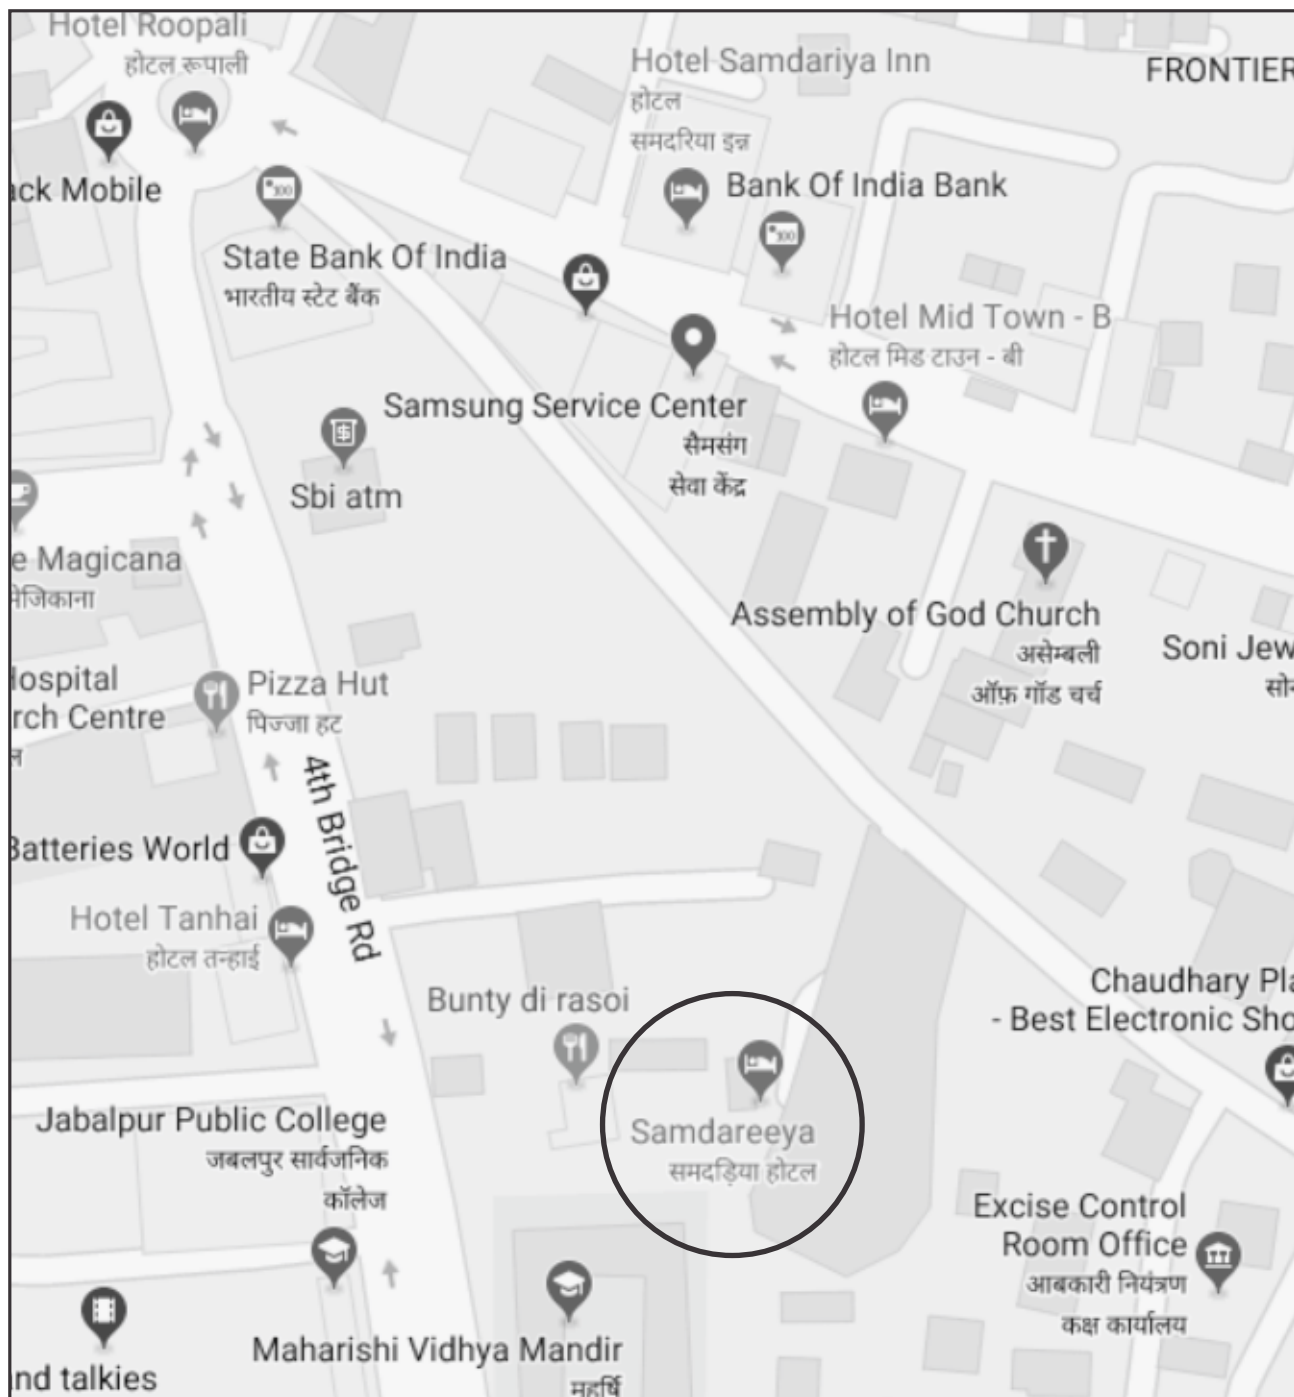 Hotel Roopali
होटल रूपाली
ack Mobile
State Bank Of India
भारतीय स्टेट बैंक
Hotel Samdariya Inn
होटल
समदरिया इन्न
Bank Of India Bank
FRONTIER
Hotel Mid Town - B
होटल मिड टाउन - बी
Samsung Service Center
सैमसंग
सेवा केंद्र
Sbi atm
e Magicana
मेजिकाना
Assembly of God Church
असेम्बली
ऑफ़ गॉड चर्च
Soni Jew
सोन
Hospital
rch Centre
ल
Pizza Hut
पिज्जा हट
4th Bridge Rd
Batteries World
Hotel Tanhai
होटल तन्हाई
Bunty di rasoi
Chaudhary Pla
- Best Electronic Sho
Samdareeya
समदड़िया होटल
Jabalpur Public College
जबलपुर सार्वजनिक
कॉलेज
Excise Control
Room Office
आबकारी नियंत्रण
कक्ष कार्यालय
Maharishi Vidhya Mandir
महर्षि
nd talkies